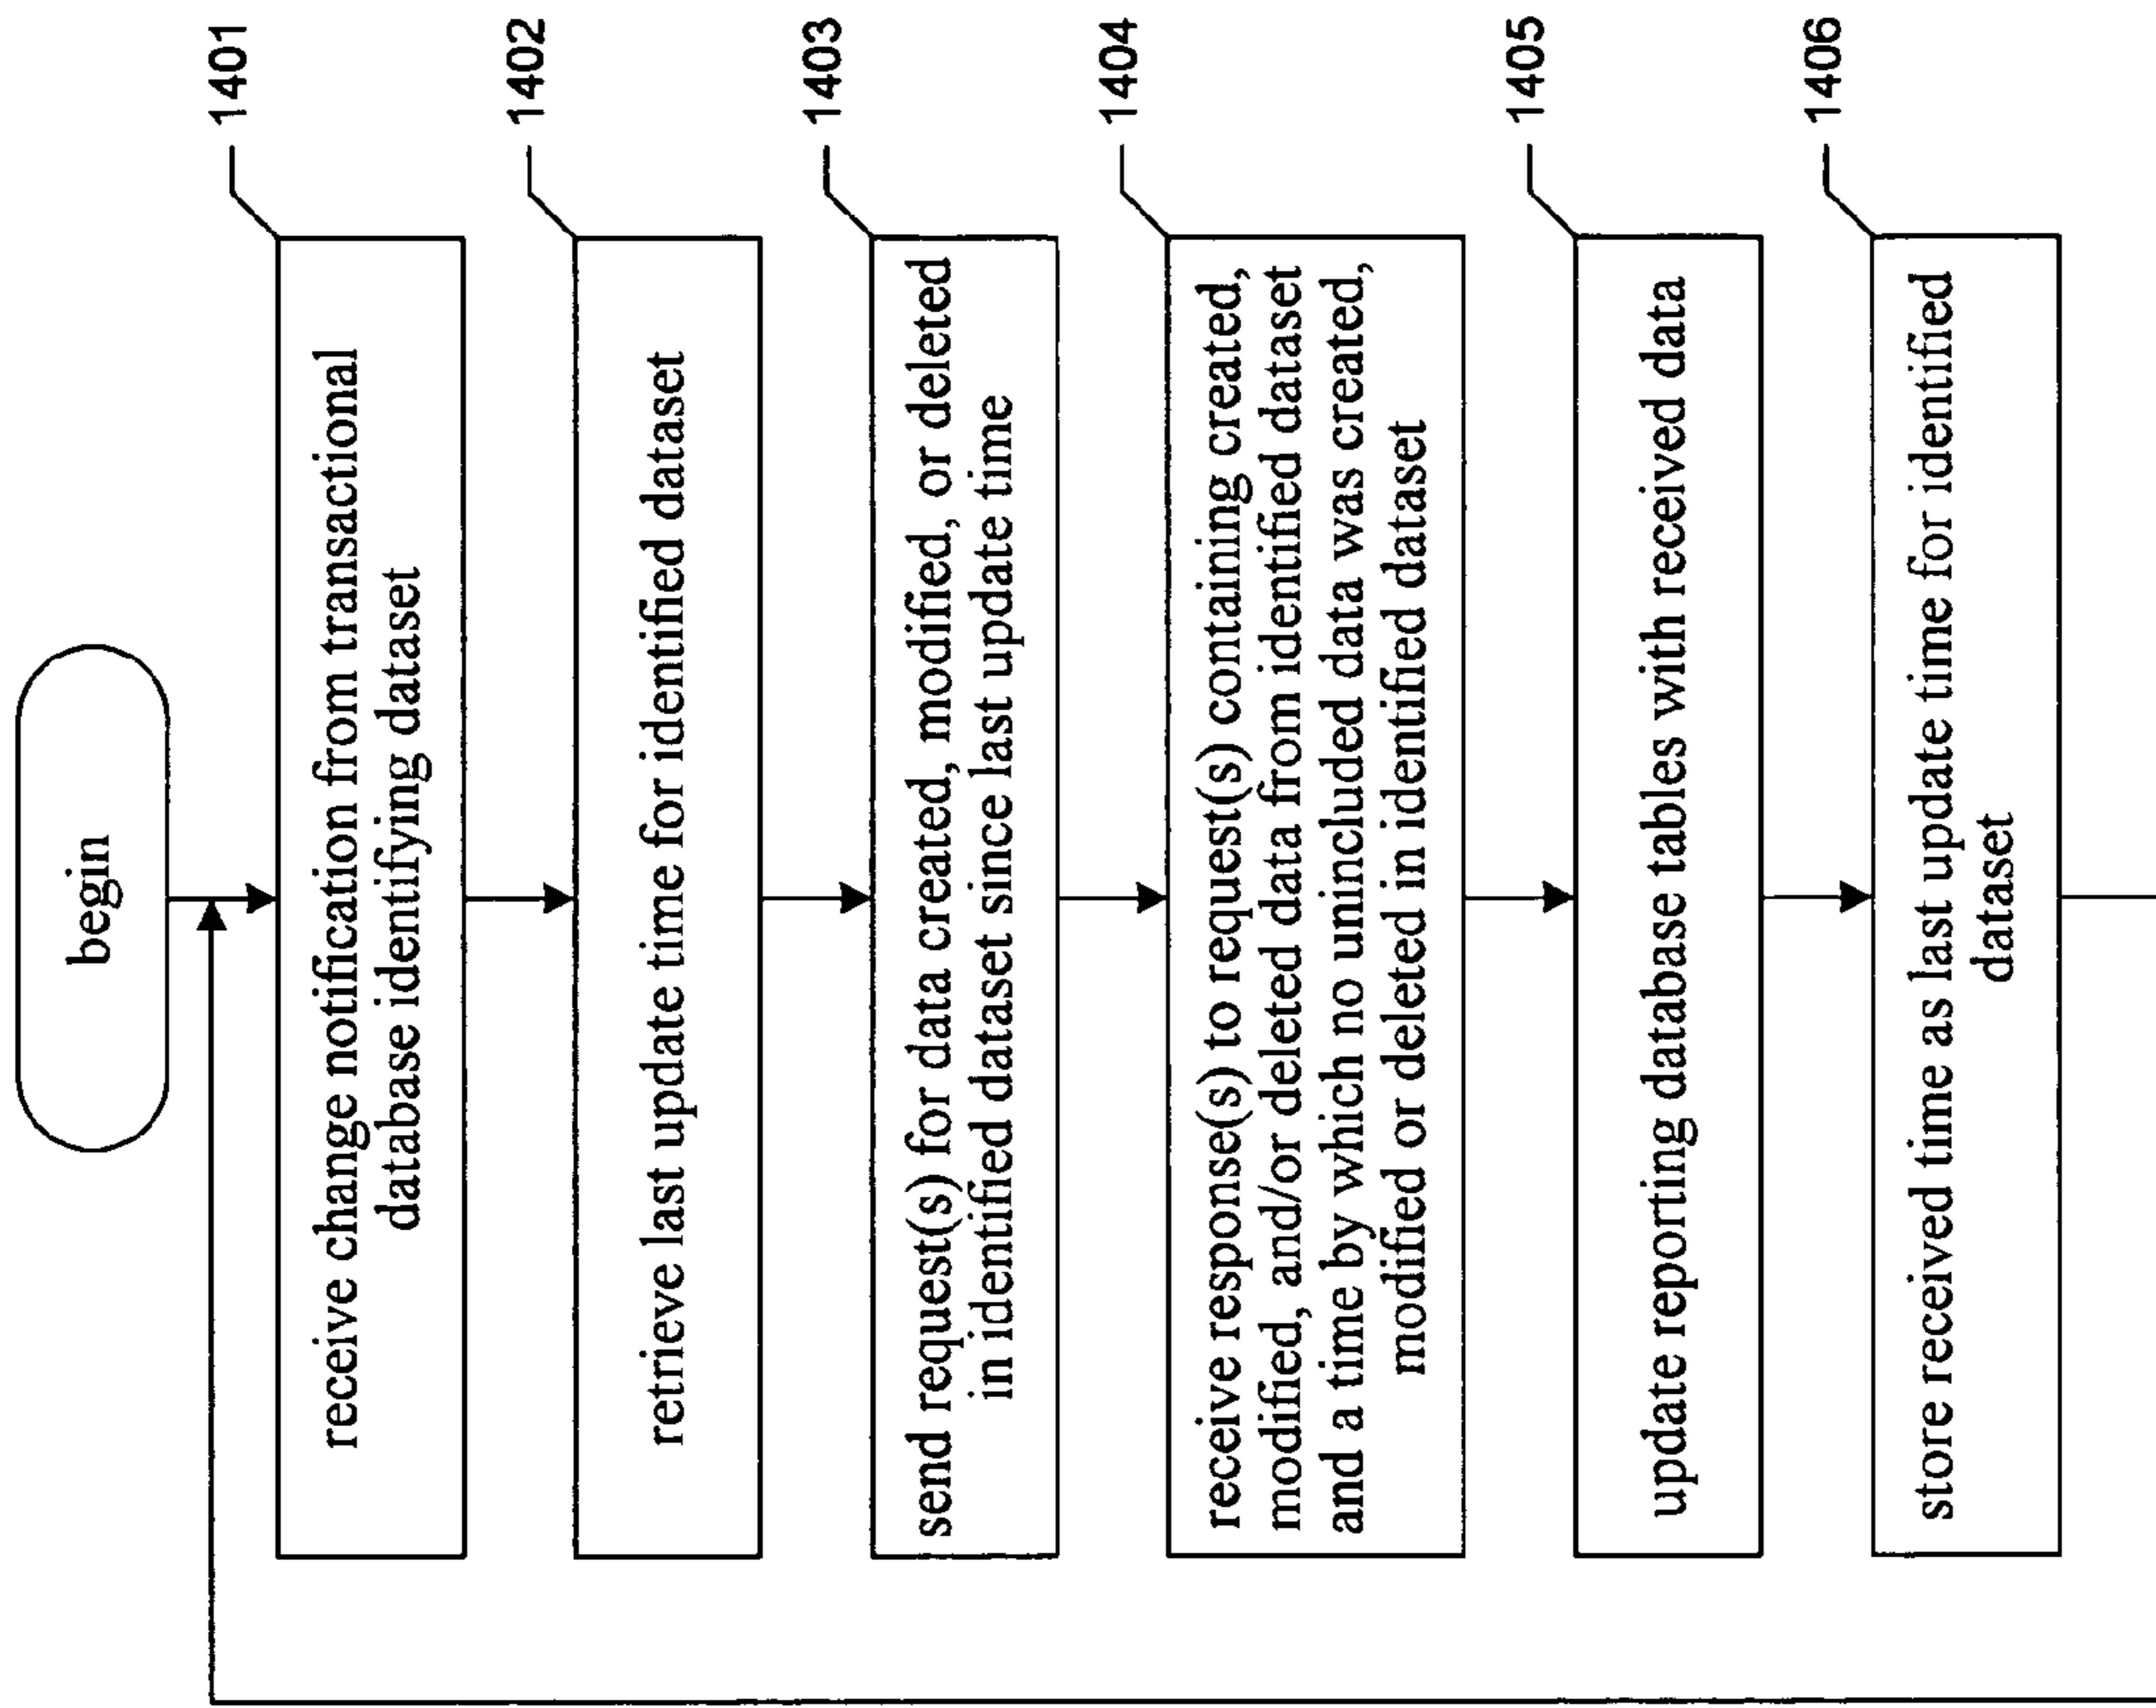 begin
receive change notification from transactional
database identifying dataset
1401
retrieve last update time for identified dataset
1402
send request(s) for data created, modified, or deleted
in identified dataset since last update time
1403
receive response(s) to request(s) containing created,
modified, and/or deleted data from identified dataset
and a time by which no unincluded data was created,
modified or deleted in identified dataset
1404
update reporting database tables with received data
1405
store received time as last update time for identified
dataset
1406